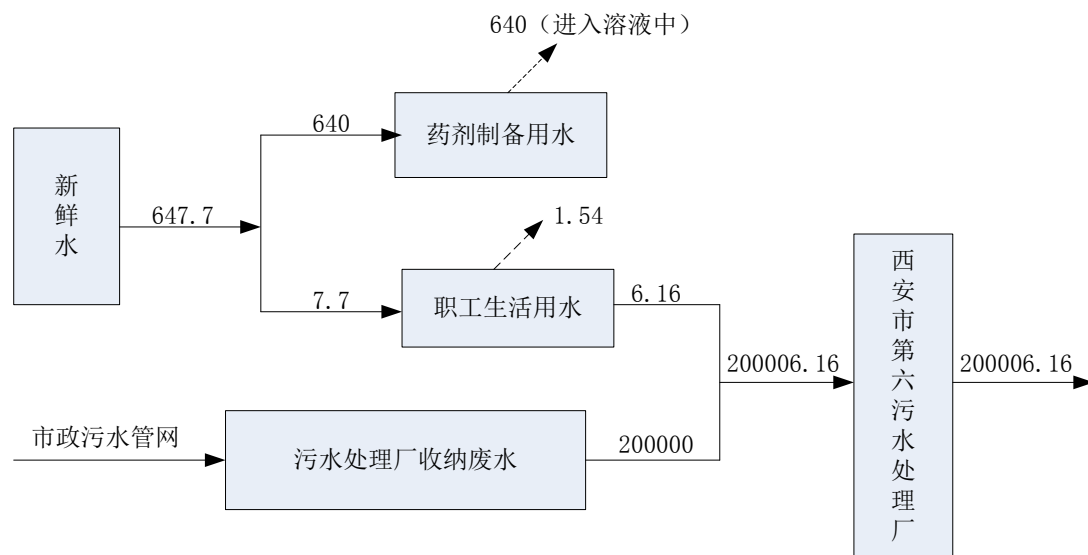 640（进入溶液中）
640
药剂制备用水
新鲜水
647.7
1.54
7.7
职工生活用水
6.16
200006.16
西安市第六污水处理厂
200006.16
市政污水管网
污水处理厂收纳废水
200000